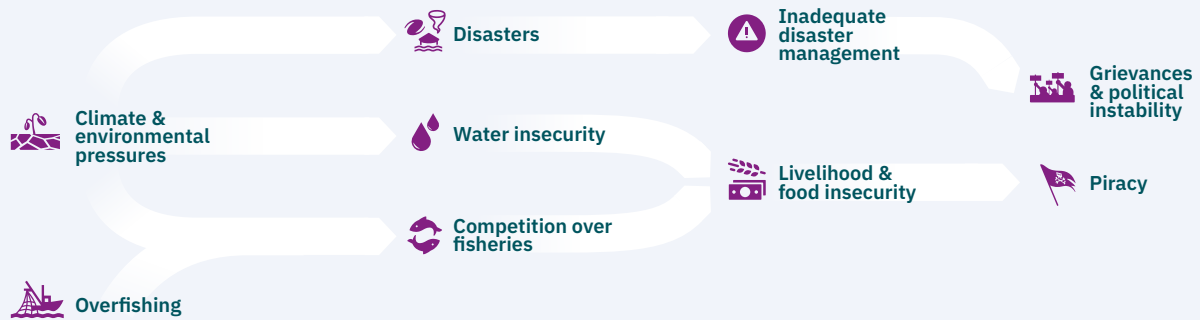 Climate &
environmental
pressures
Overfishing
Disasters
Water insecurity
Competition over
fisheries
Inadequate
disaster
management
Livelihood &
food insecurity
Grievances
& political
instability
Piracy